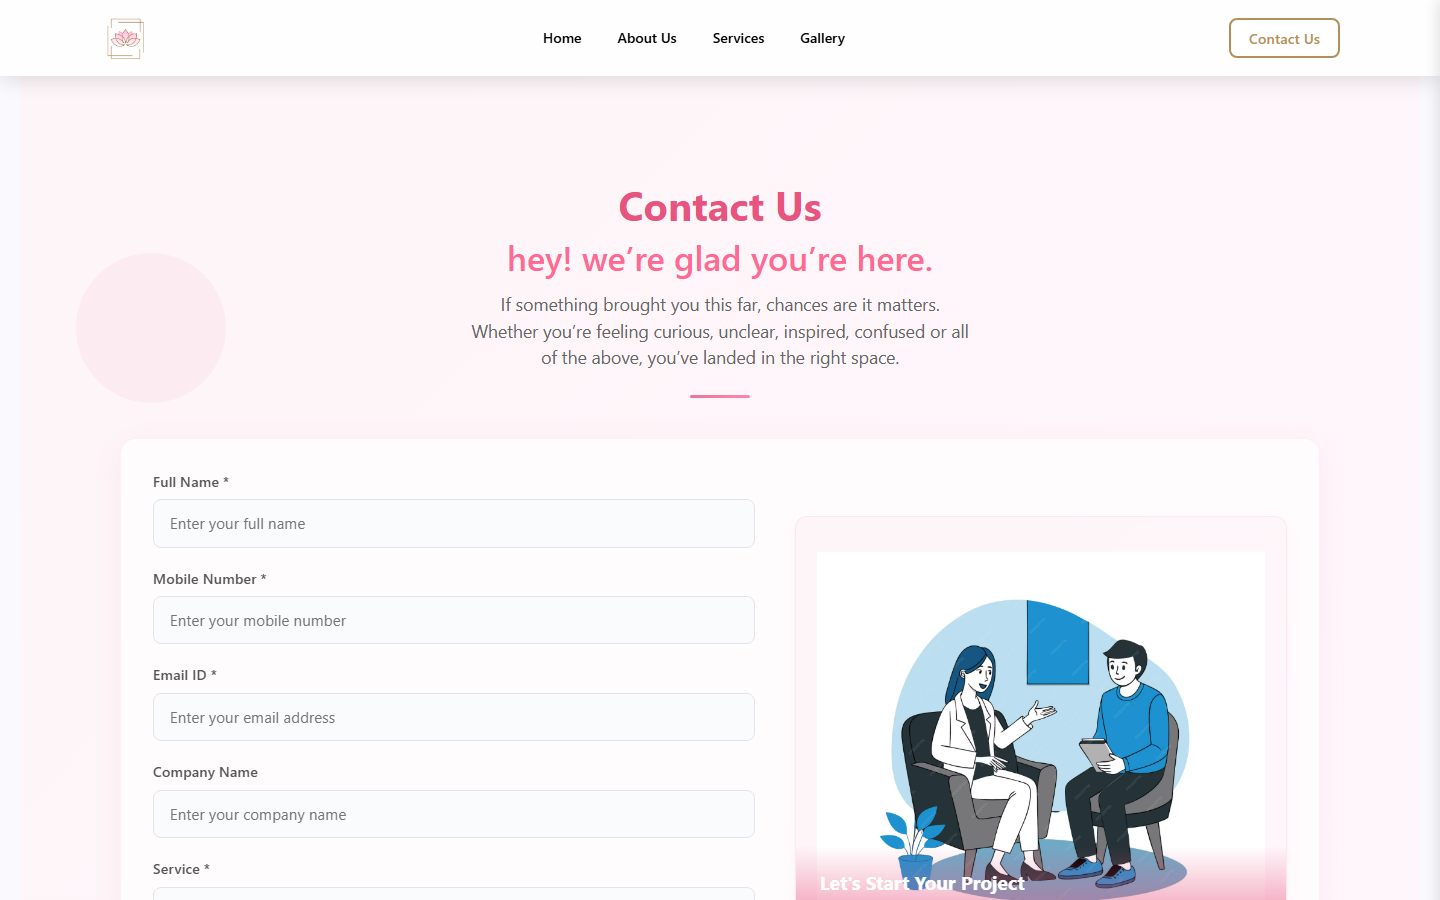 Home
About Us
Services
Gallery
Contact Us
Contact Us
hey! we’re glad you’re here.
If something brought you this far, chances are it matters.
Whether you’re feeling curious, unclear, inspired, confused or all
of the above, you’ve landed in the right space.
Full Name *
Enter your full name
Mobile Number *
Enter your mobile number
Email ID *
Enter your email address
Company Name
Enter your company name
Service *
Let's Start Your Project